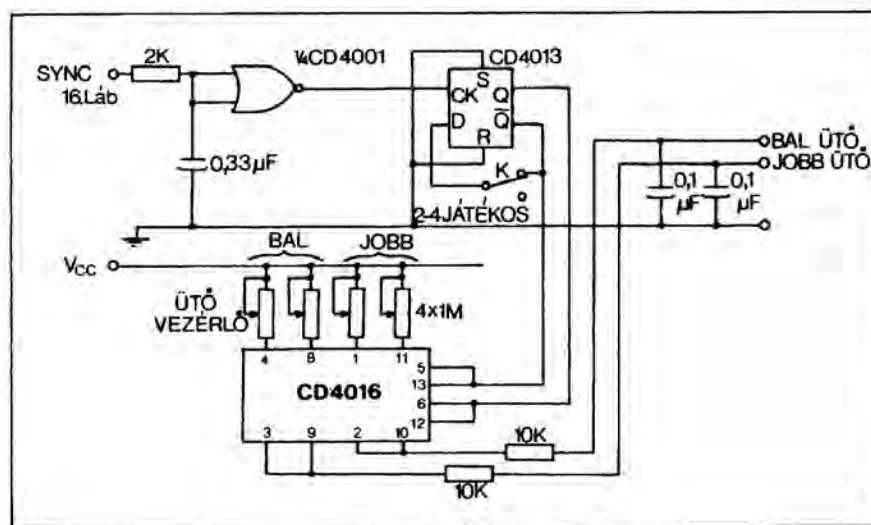 2K
¼CD4001
CD4013
SYNC
16.Láb
S
CK Q
D Q̅
R
0,33µF
K
2-4 JÁTÉKOS
BAL ÜTŐ
JOBB ÜTŐ
0,1 µF
0,1 µF
BAL
JOBB
VCC
ÜTŐ
VEZÉRLŐ
4x1M
4 8 1 11
CD4016
5
13
6
12
3 9 2 10
10K
10K